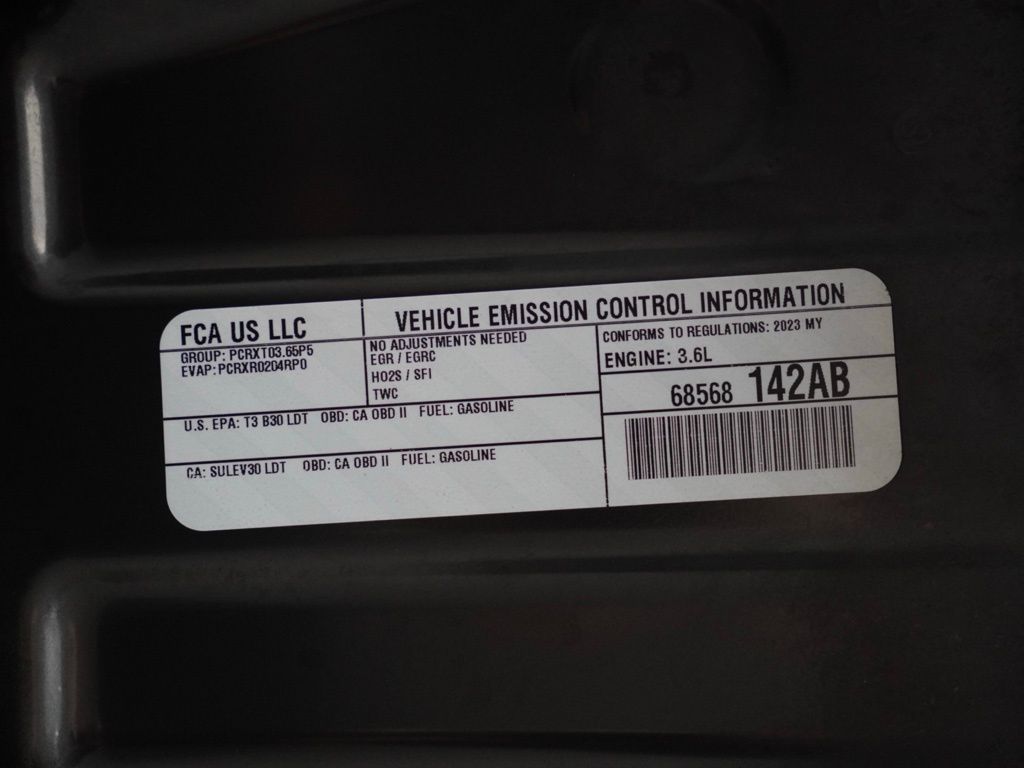 FCA US LLC
VEHICLE EMISSION CONTROL INFORMATION
GROUP: PCRXT03.65P5
EVAP: PCRXR0204RP0
NO ADJUSTMENTS NEEDED
EGR / EGRC
HO2S / SFI
TWC
CONFORMS TO REGULATIONS: 2023 MY
ENGINE: 3.6L
68568 142AB
U.S. EPA: T3 B30 LDT OBD: CA OBD II FUEL: GASOLINE
CA: SULEV30 LDT OBD: CA OBD II FUEL: GASOLINE